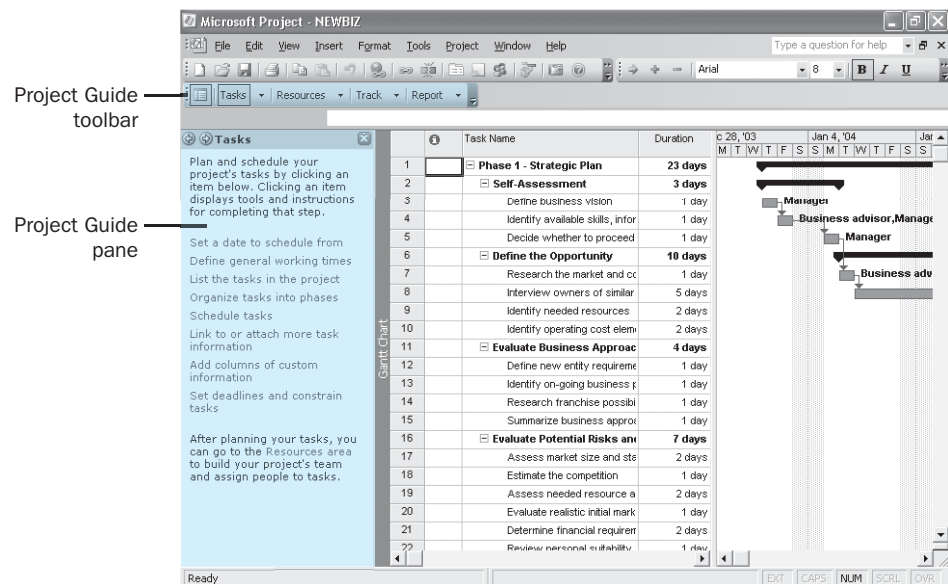 Microsoft Project - NEWBIZ
File Edit View Insert Format Tools Project Window Help
Type a question for help
Arial 8 B I U
Project Guide toolbar
Tasks Resources Track Report
Tasks
Plan and schedule your
project's tasks by clicking an
item below. Clicking an item
displays tools and instructions
for completing that step.
Project Guide pane
Set a date to schedule from
Define general working times
List the tasks in the project
Organize tasks into phases
Schedule tasks
Link to or attach more task
information
Add columns of custom
information
Set deadlines and constrain
tasks
After planning your tasks, you
can go to the Resources area
to build your project's team
and assign people to tasks.
Gantt Chart
Task Name Duration
c 28, '03 Jan 4, '04 Jar
M T W T F S S M T W T F S S
1 Phase 1 - Strategic Plan 23 days
2 Self-Assessment 3 days
3 Define business vision 1 day
4 Identify available skills, infor 1 day
5 Decide whether to proceed 1 day
6 Define the Opportunity 10 days
7 Research the market and cc 1 day
8 Interview owners of similar 5 days
9 Identify needed resources 2 days
10 Identify operating cost elem 2 days
11 Evaluate Business Approac 4 days
12 Define new entity requireme 1 day
13 Identify on-going business p 1 day
14 Research franchise possibi 1 day
15 Summarize business approa 1 day
16 Evaluate Potential Risks and 7 days
17 Assess market size and sta 2 days
18 Estimate the competition 1 day
19 Assess needed resource a 2 days
20 Evaluate realistic initial mark 1 day
21 Determine financial requirem 2 days
22 Review personal suitability 1 day
Manager
Business advisor,Manage
Manager
Business adv
Ready
EXT CAPS NUM SCRL OVR